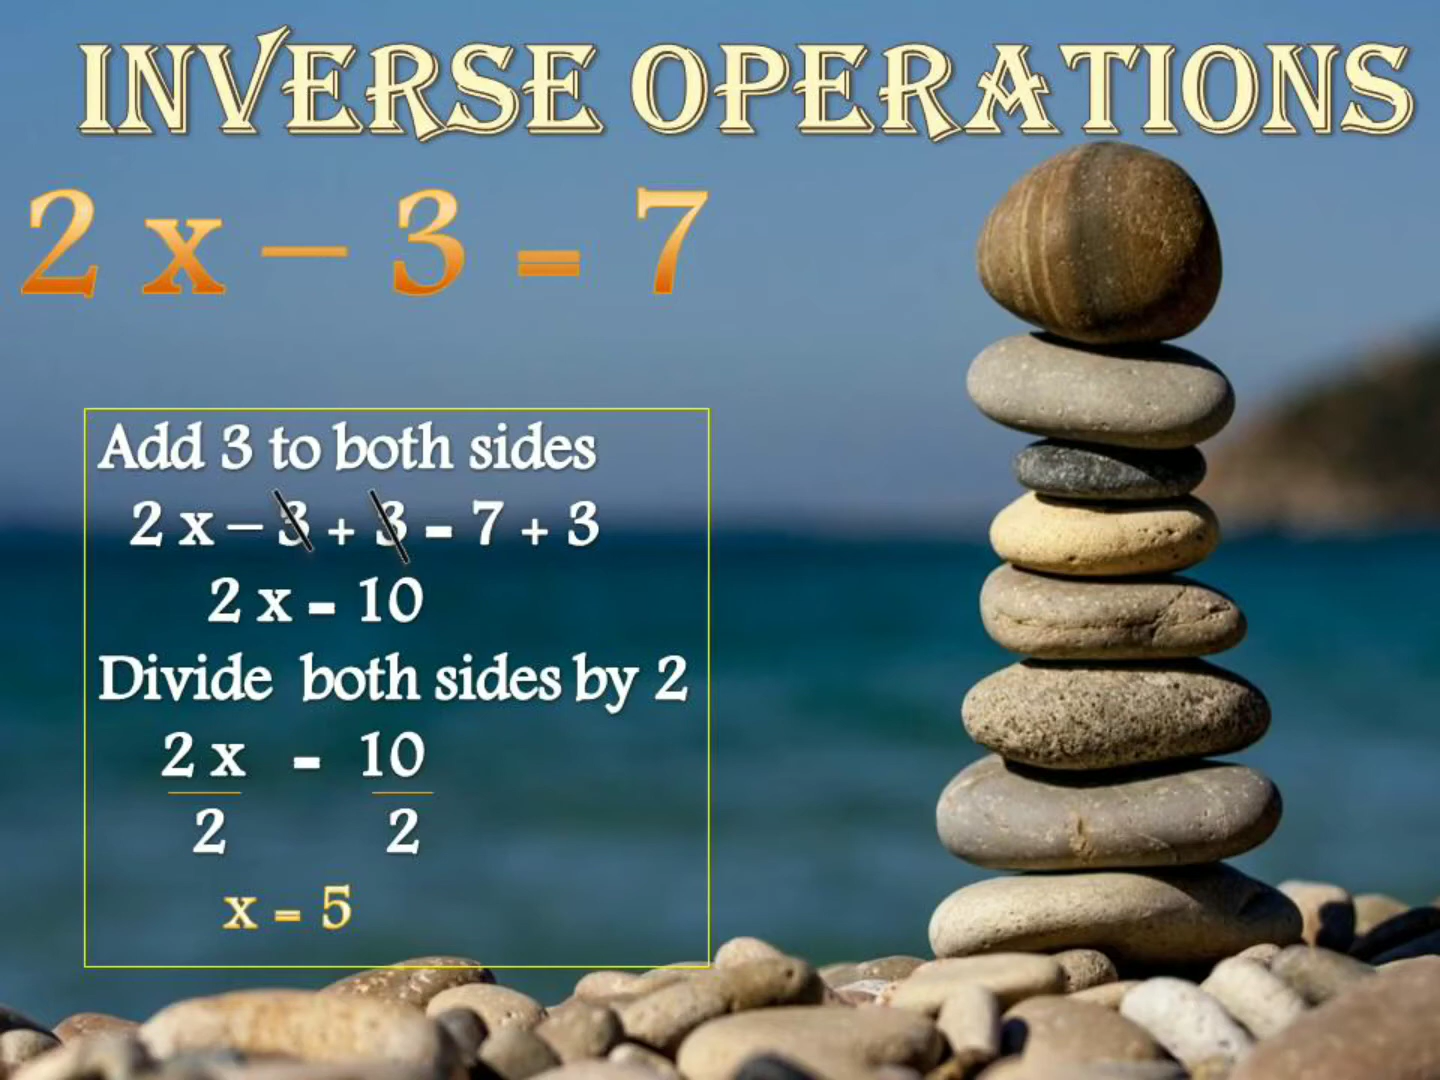 INVERSE OPERATIONS
2 x – 3 = 7
Add 3 to both sides
2 x – 3 + 3 = 7 + 3
2 x = 10
Divide both sides by 2
2 x = 10
2 2
x = 5